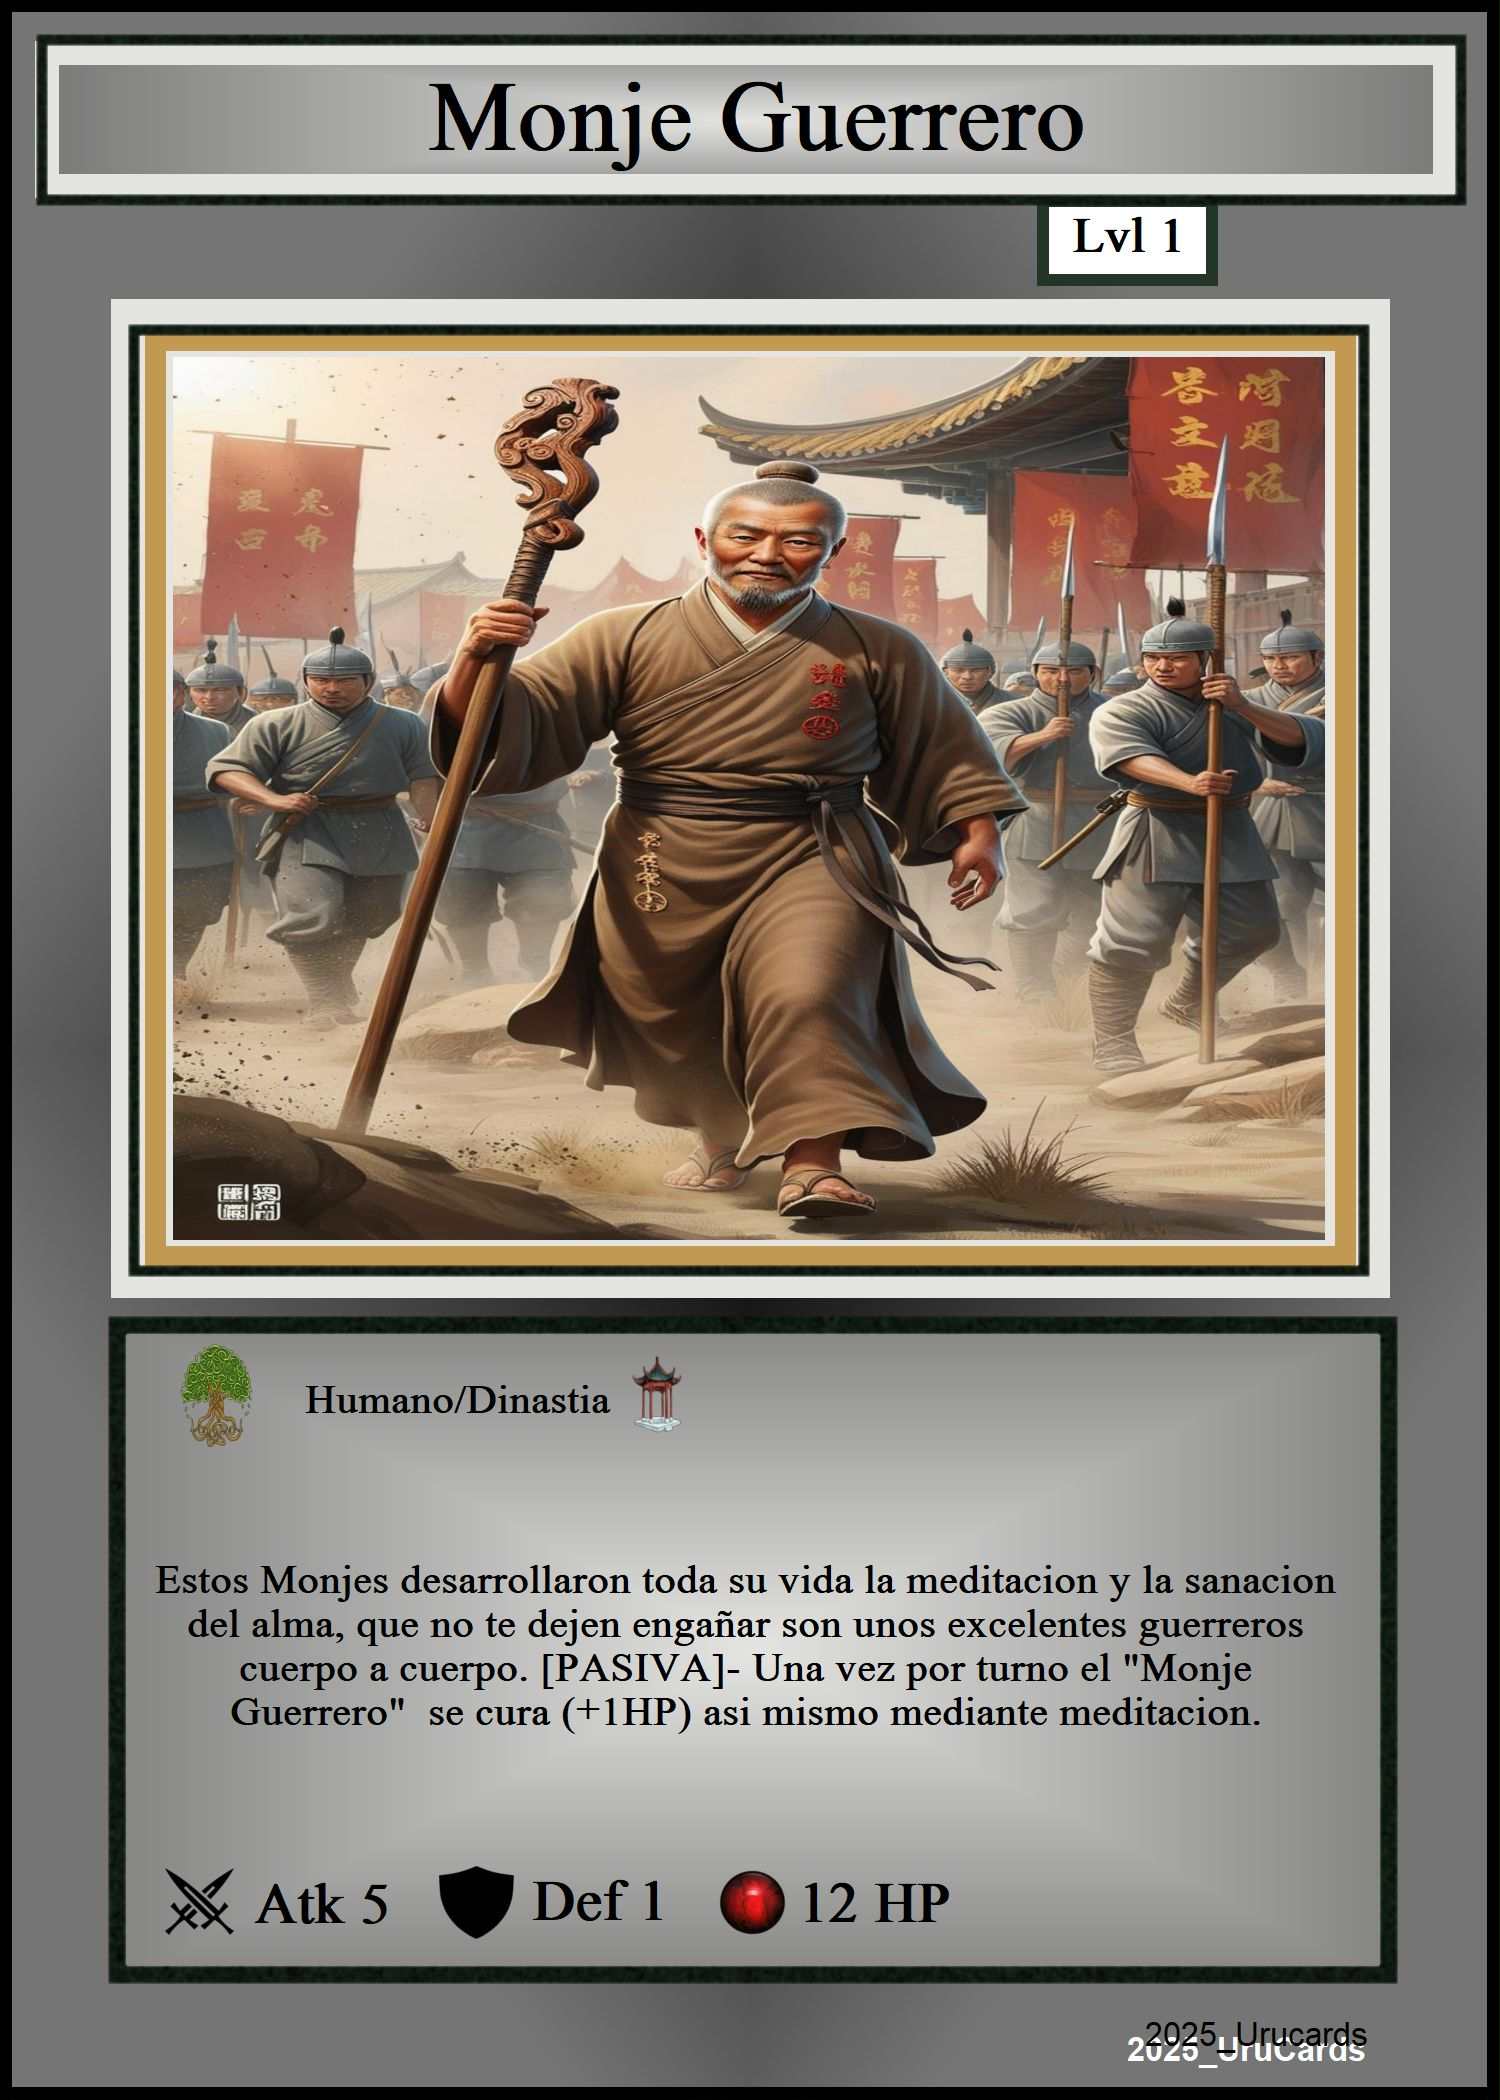 Monje Guerrero
Lvl 1
Humano/Dinastia
Estos Monjes desarrollaron toda su vida la meditacion y la sanacion
del alma, que no te dejen engañar son unos excelentes guerreros
cuerpo a cuerpo. [PASIVA]- Una vez por turno el "Monje
Guerrero"  se cura (+1HP) asi mismo mediante meditacion.
Atk 5 Def 1 12 HP
2025_Urucards
2025_UruCards